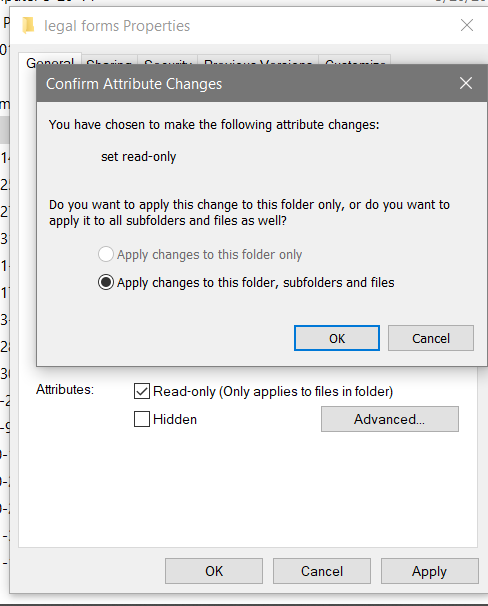 legal forms Properties
General Sharing Security Previous Versions Customize
Confirm Attribute Changes
You have chosen to make the following attribute changes:
set read-only
Do you want to apply this change to this folder only, or do you want to
apply it to all subfolders and files as well?
Apply changes to this folder only
Apply changes to this folder, subfolders and files
OK Cancel
Attributes:
Read-only (Only applies to files in folder)
Hidden
Advanced...
OK Cancel Apply